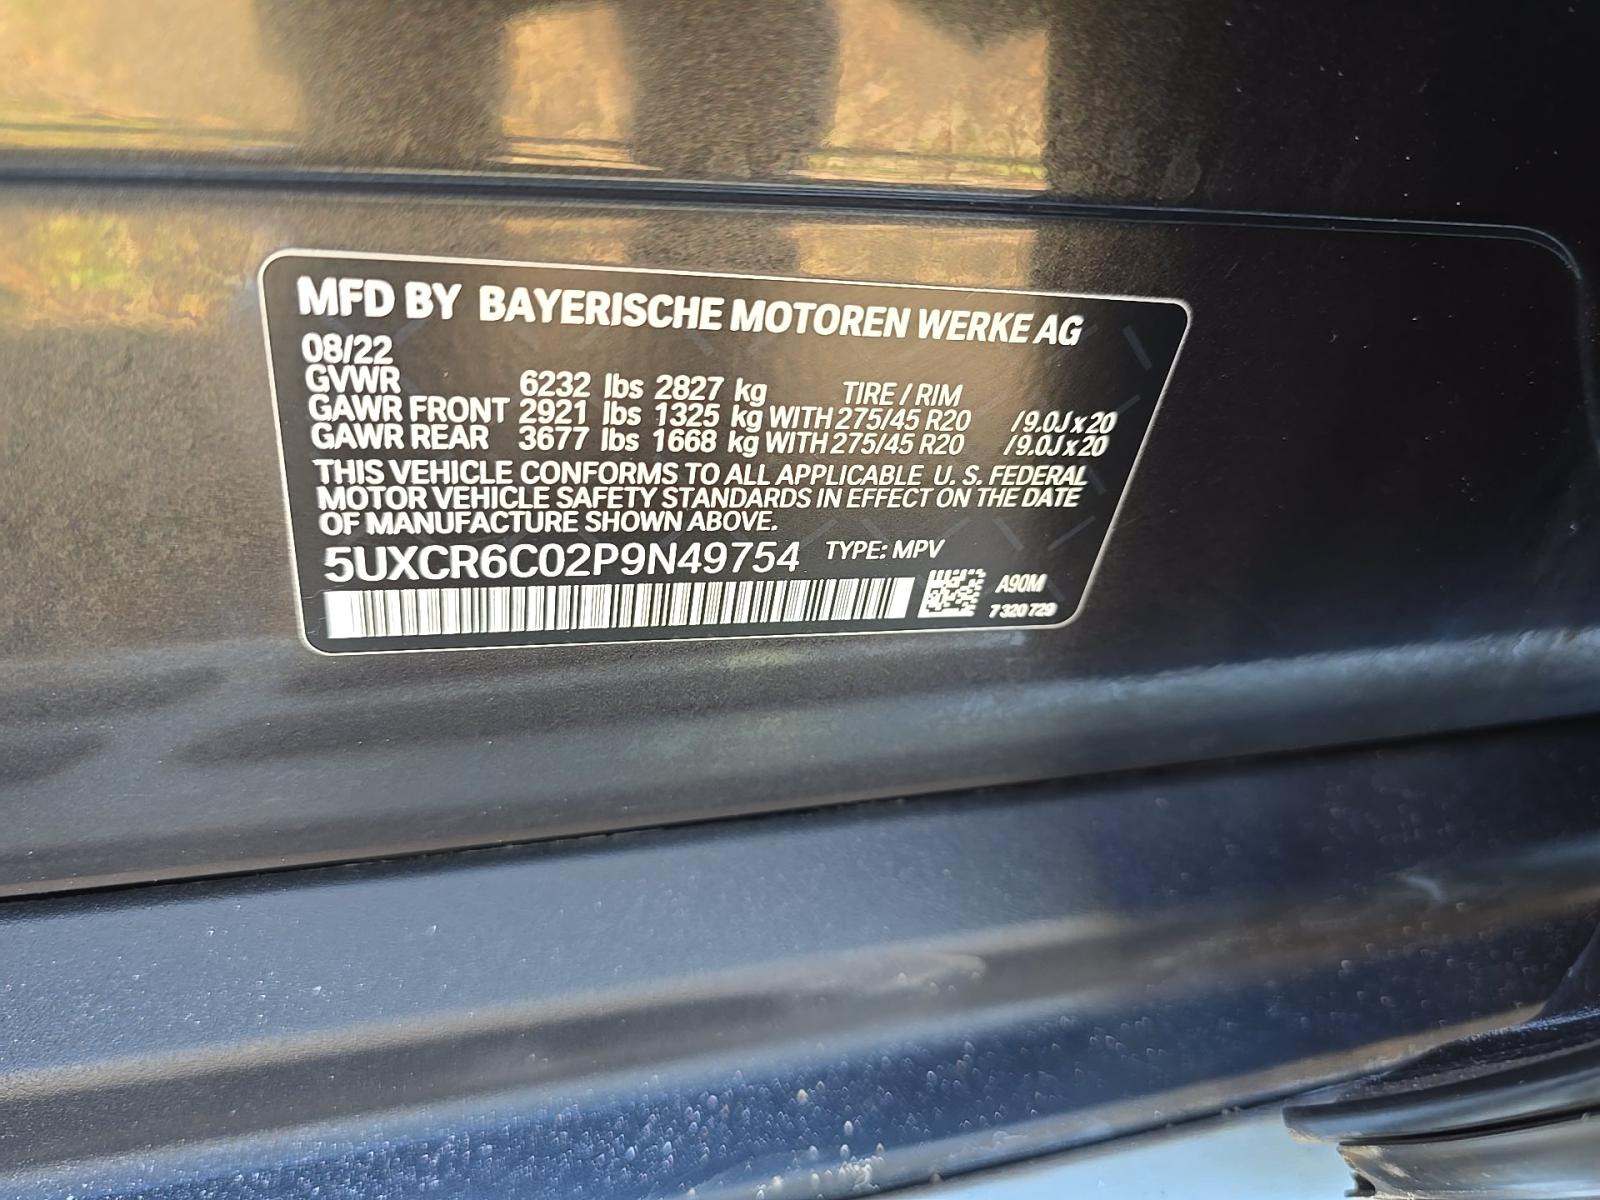 MFD BY BAYERISCHE MOTOREN WERKE AG
08/22
GVWR 6232 lbs 2827 kg TIRE / RIM
GAWR FRONT 2921 lbs 1325 kg WITH 275/45 R20 /9.0J x 20
GAWR REAR 3677 lbs 1668 kg WITH 275/45 R20 /9.0J x 20
THIS VEHICLE CONFORMS TO ALL APPLICABLE U. S. FEDERAL
MOTOR VEHICLE SAFETY STANDARDS IN EFFECT ON THE DATE
OF MANUFACTURE SHOWN ABOVE.
5UXCR6C02P9N49754 TYPE: MPV
A90M
7 320 729